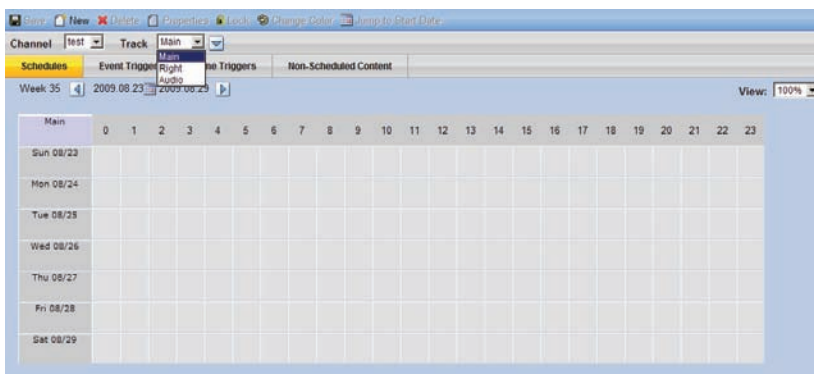 Save New Delete Properties Lock Change Color Jump to Start Date
Channel test Track Main
Main
Right
Audio
Schedules Event Trigge ne Triggers Non-Scheduled Content
Week 35 2009.08.23 2009.08.29 View: 100%
Main 0 1 2 3 4 5 6 7 8 9 10 11 12 13 14 15 16 17 18 19 20 21 22 23
Sun 08/23
Mon 08/24
Tue 08/25
Wed 08/26
Thu 08/27
Fri 08/28
Sat 08/29